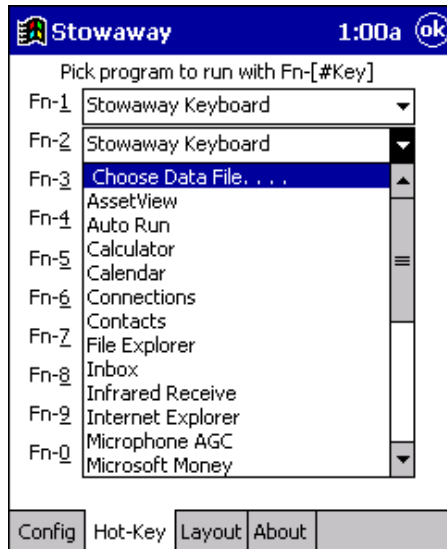 Stowaway 1:00a ok
Pick program to run with Fn-[#Key]
Fn-1 Stowaway Keyboard
Fn-2 Stowaway Keyboard
Fn-3 Choose Data File. . . .
AssetView
Fn-4 Auto Run
Calculator
Fn-5 Calendar
Fn-6 Connections
Contacts
Fn-7 File Explorer
Fn-8 Inbox
Infrared Receive
Fn-9 Internet Explorer
Fn-0 Microphone AGC
Microsoft Money
Config Hot-Key Layout About